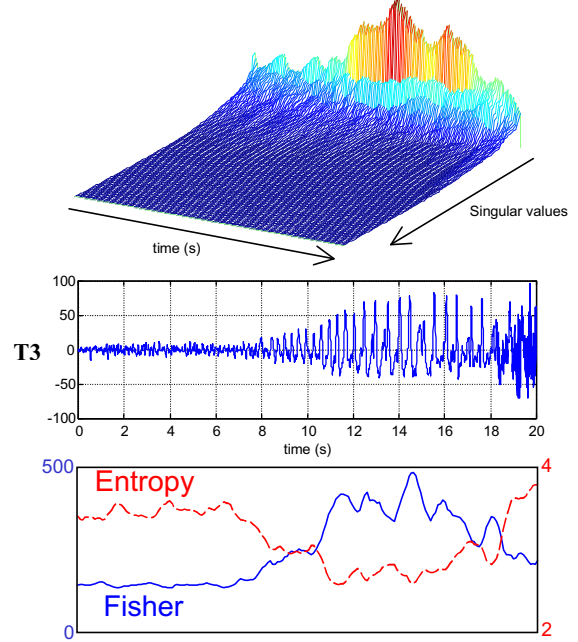 Singular values
time (s)
T3
100
50
0
-50
-100
0 2 4 6 8 10 12 14 16 18 20
time (s)
500 4
Entropy
Fisher
0 2